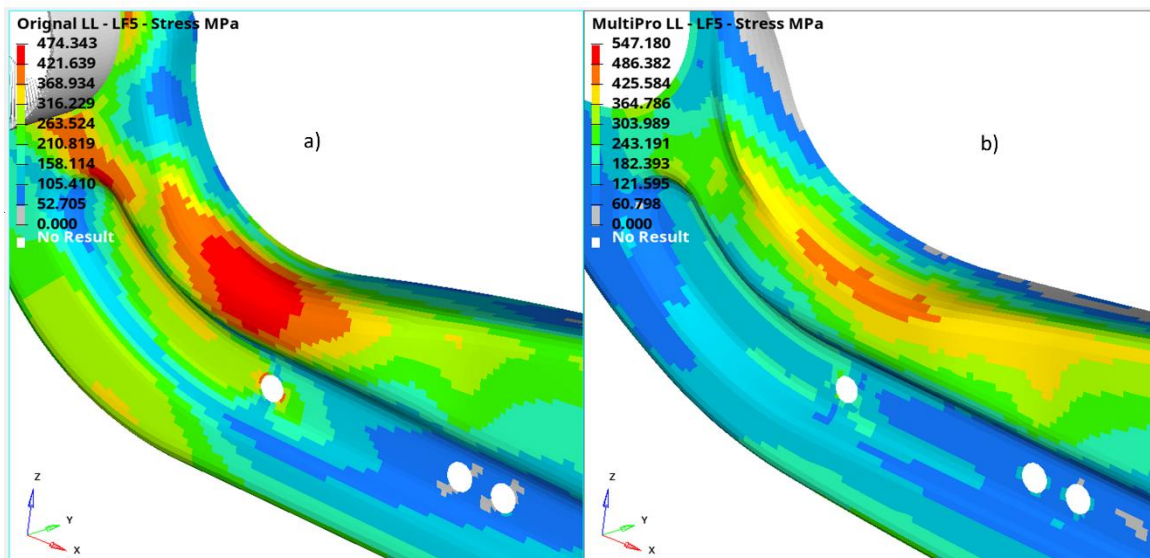 Orignal LL - LF5 - Stress MPa
474.343
421.639
368.934
316.229
263.524
210.819
158.114
105.410
52.705
0.000
No Result
a)
Z
Y
X
MultiPro LL - LF5 - Stress MPa
547.180
486.382
425.584
364.786
303.989
243.191
182.393
121.595
60.798
0.000
No Result
b)
Z
Y
X